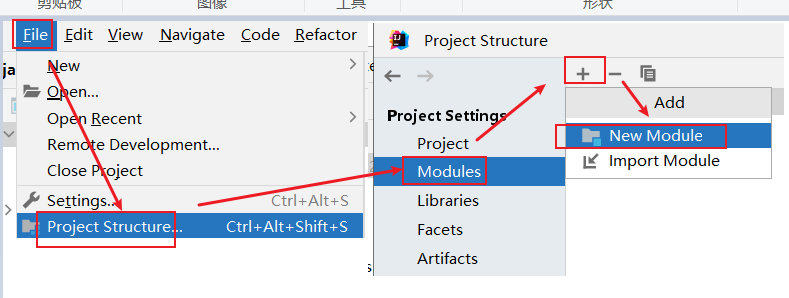 剪贴板 图像 工具 形状
File Edit View Navigate Code Refactor
New
Open...
Open Recent
Remote Development...
Close Project
Settings... Ctrl+Alt+S
Project Structure... Ctrl+Alt+Shift+S
Project Structure
Project Settings
Project
Modules
Libraries
Facets
Artifacts
Add
New Module
Import Module